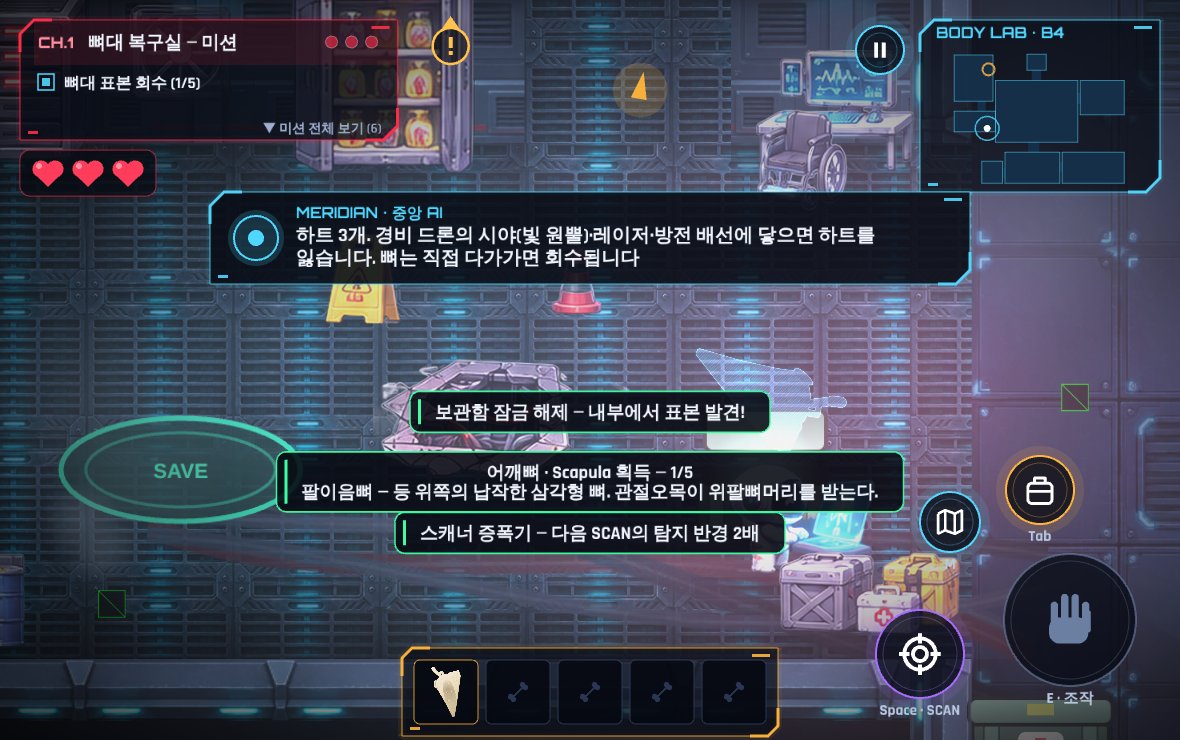 CH.1 뼈대 복구실 – 미션
뼈대 표본 회수 (1/5)
▼ 미션 전체 보기 (6)
BODY LAB · B4
MERIDIAN · 중앙 AI
하트 3개. 경비 드론의 시야(빛 원뿔)·레이저·방전 배선에 닿으면 하트를
잃습니다. 뼈는 직접 다가가면 회수됩니다
보관함 잠금 해제 – 내부에서 표본 발견!
SAVE
어깨뼈 · Scapula 획득 – 1/5
팔이음뼈 – 등 위쪽의 납작한 삼각형 뼈. 관절오목이 위팔뼈머리를 받는다.
스캐너 증폭기 – 다음 SCAN의 탐지 반경 2배
Tab
E · 조작
Space · SCAN